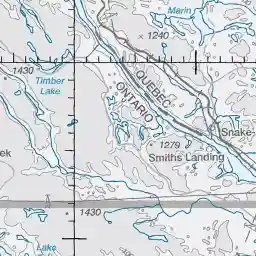 Marin
1240
1430
QUEBEC
ONTARIO
Timber
Lake
Snake-
1279
Smiths Landing
ek
1430
Lake